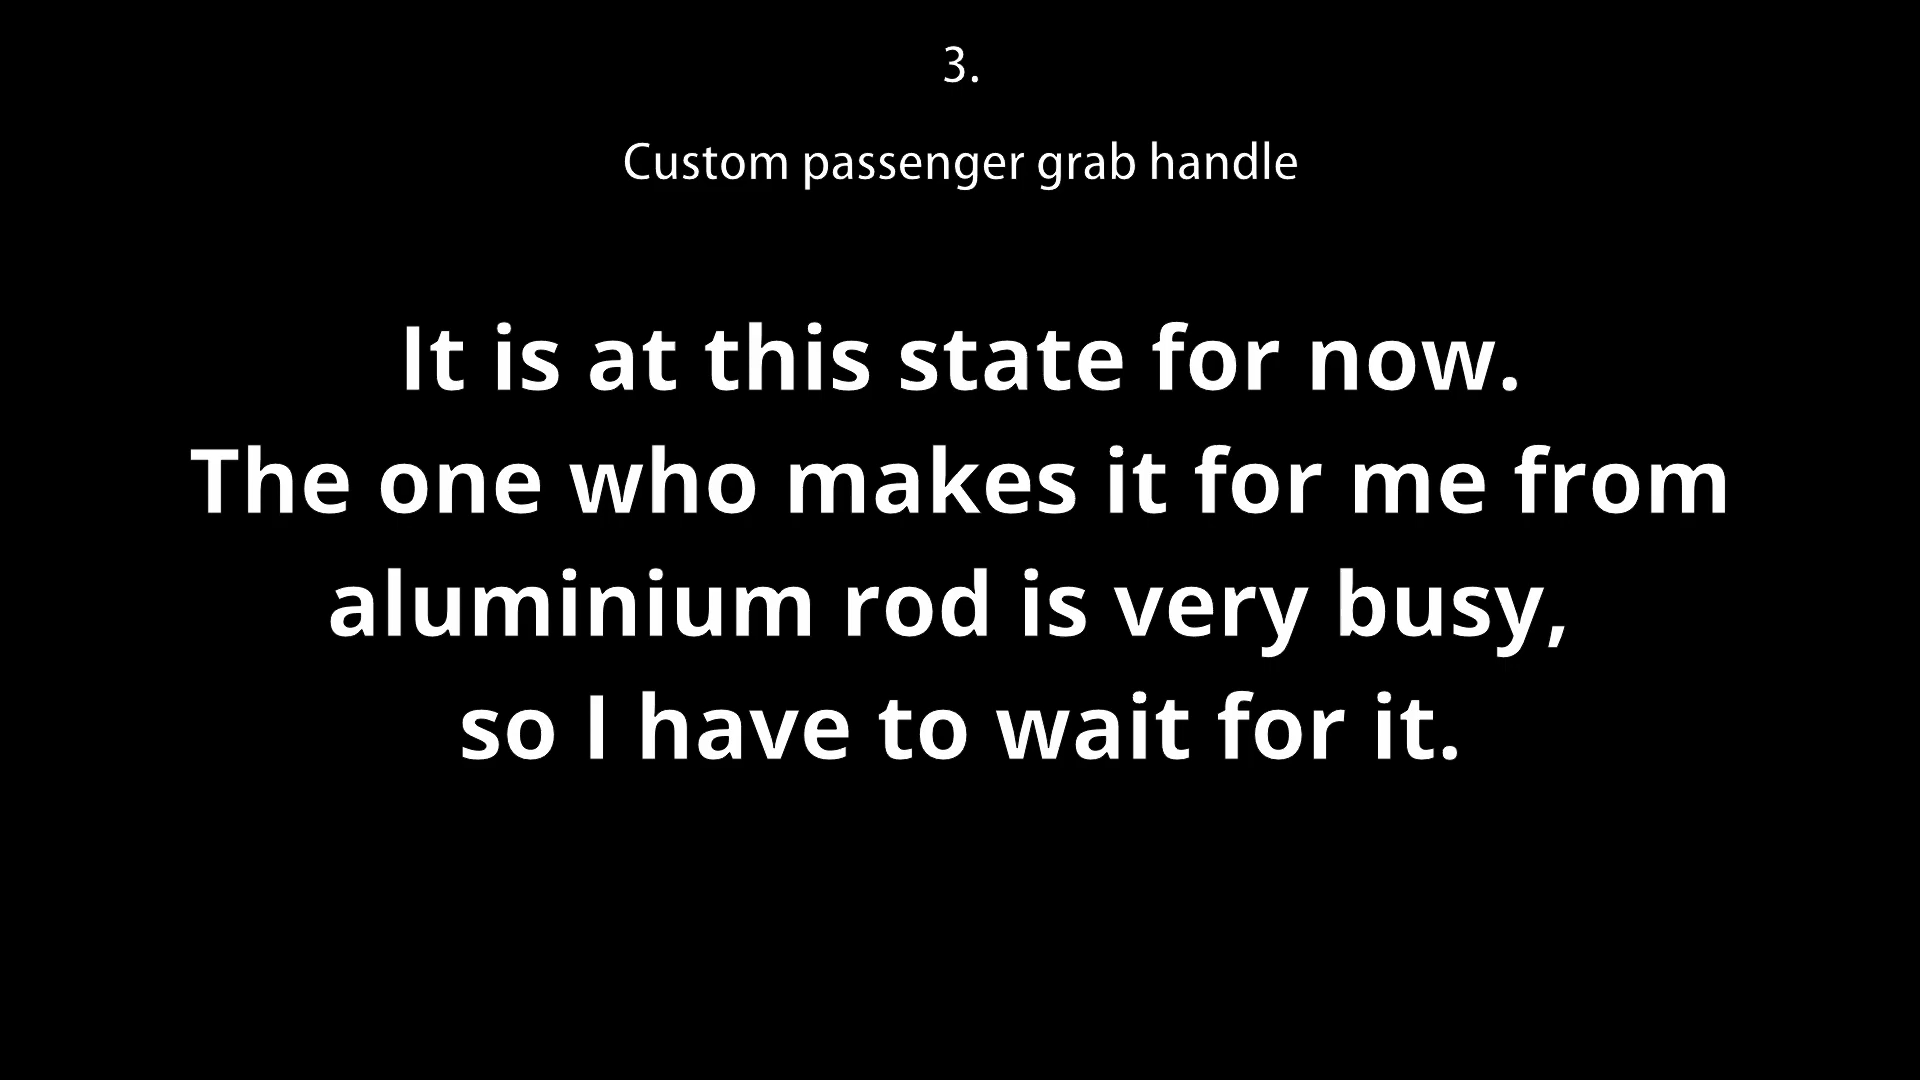 3.
Custom passenger grab handle
It is at this state for now.
The one who makes it for me from
aluminium rod is very busy,
so I have to wait for it.